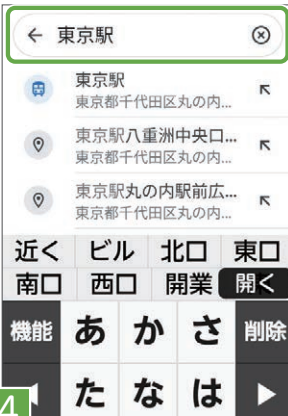 東京駅
東京駅
東京都千代田区丸の内...
東京駅八重洲中央口...
東京都千代田区丸の内...
東京駅丸の内駅前広...
東京都千代田区丸の内...
近く ビル 北口 東口
南口 西口 開業 開く
機能 あ か さ 削除
た な は
4